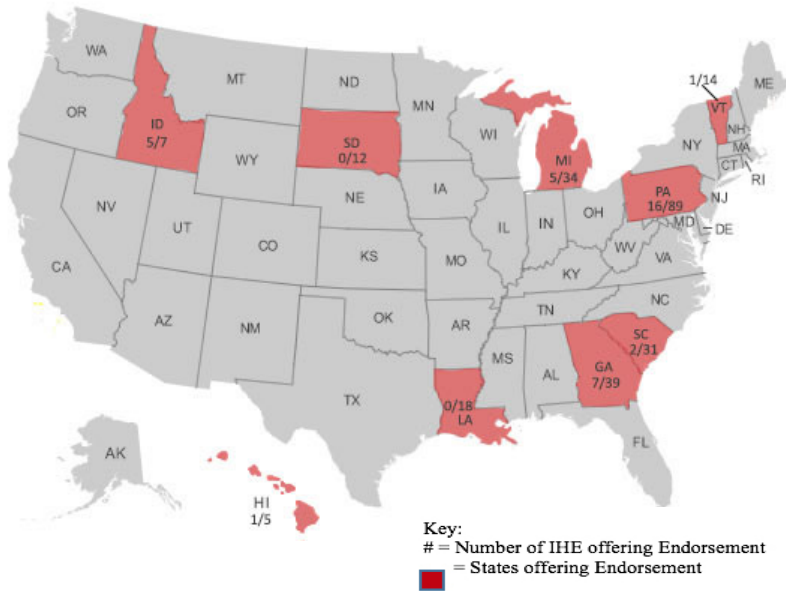 WA
MT
ND
MN
ME
1/14
VT
NH
OR
ID
5/7
SD
0/12
WI
MI
5/34
NY
MA
CT
RI
WY
IA
NE
PA
16/89
NJ
NV
UT
CO
IL
IN
OH
MD
DE
WV
VA
CA
KS
MO
KY
NC
TN
AZ
NM
OK
AR
SC
2/31
MS
AL
GA
7/39
TX
0/18
LA
FL
AK
HI
1/5
Key:
# = Number of IHE offering Endorsement
= States offering Endorsement